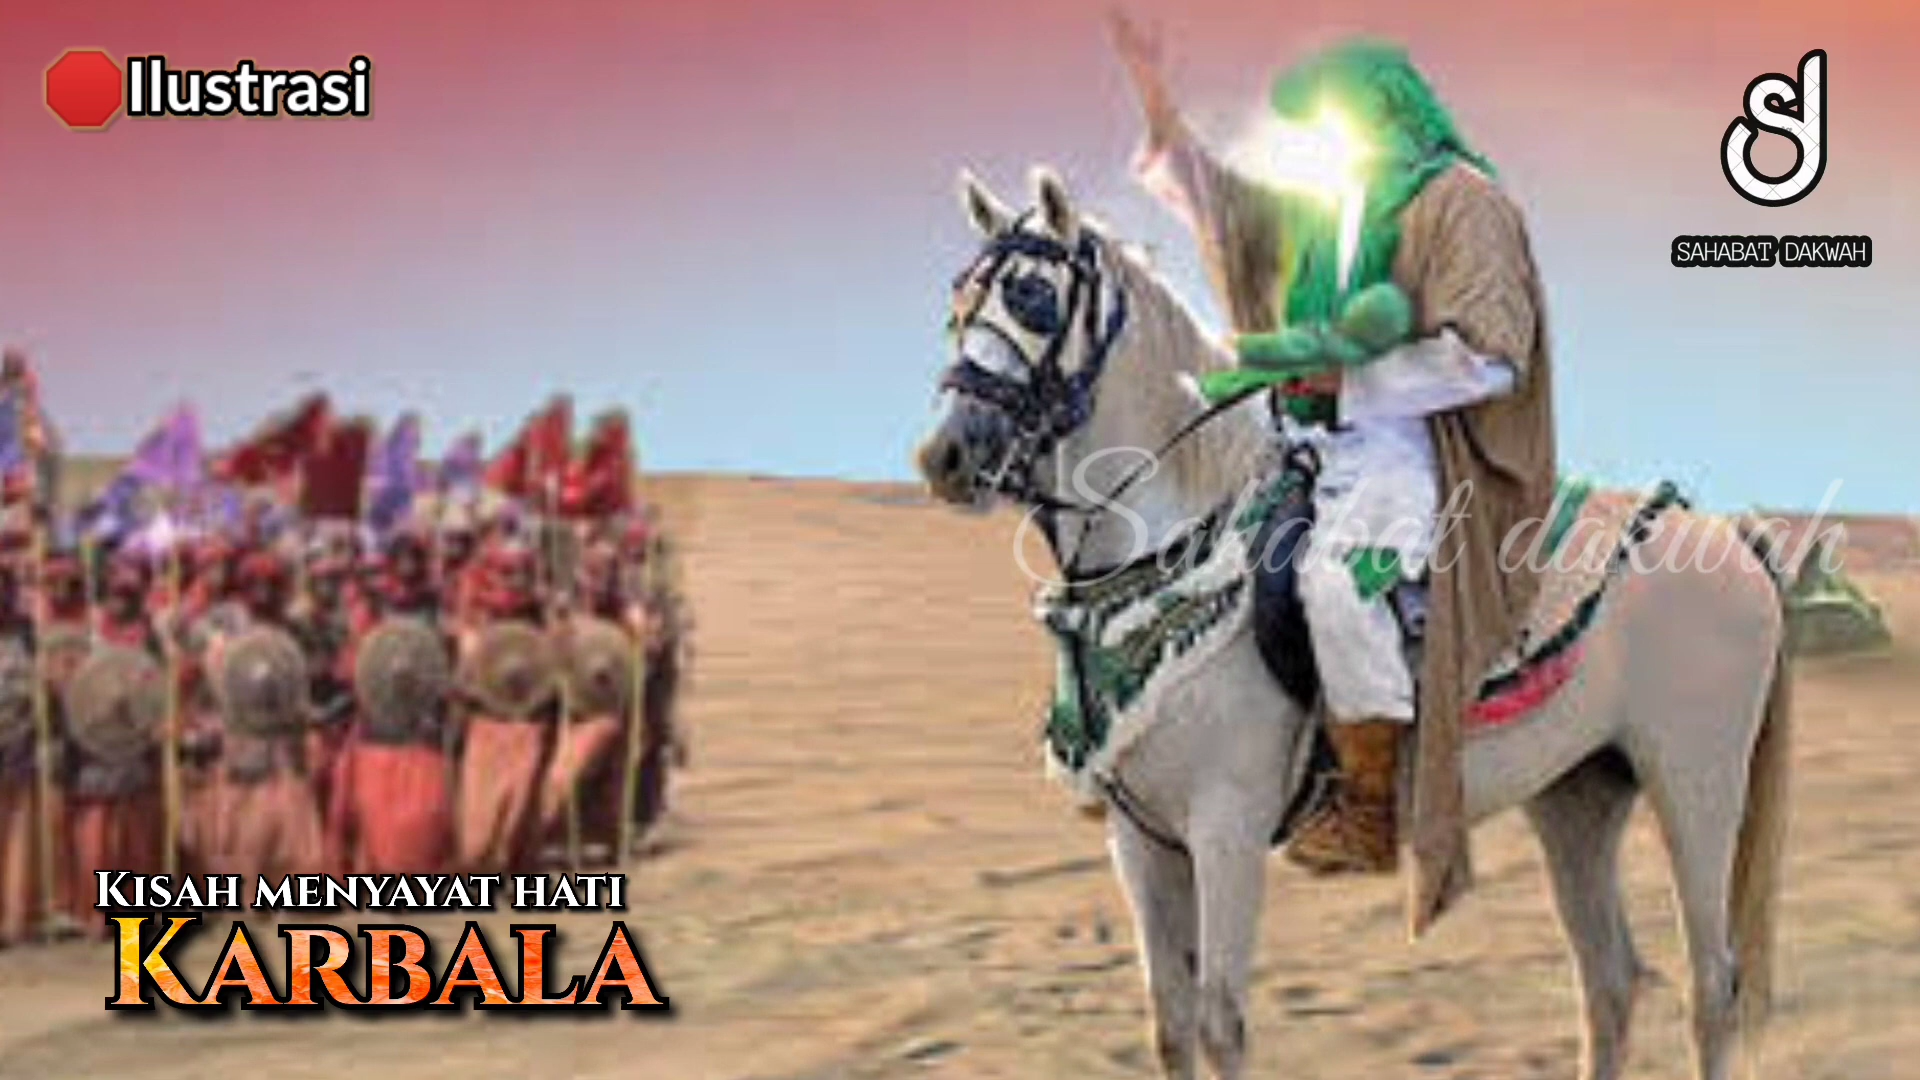 Ilustrasi
SAHABAT DAKWAH
Sahabat dakwah
KISAH MENYAYAT HATI
KARBALA